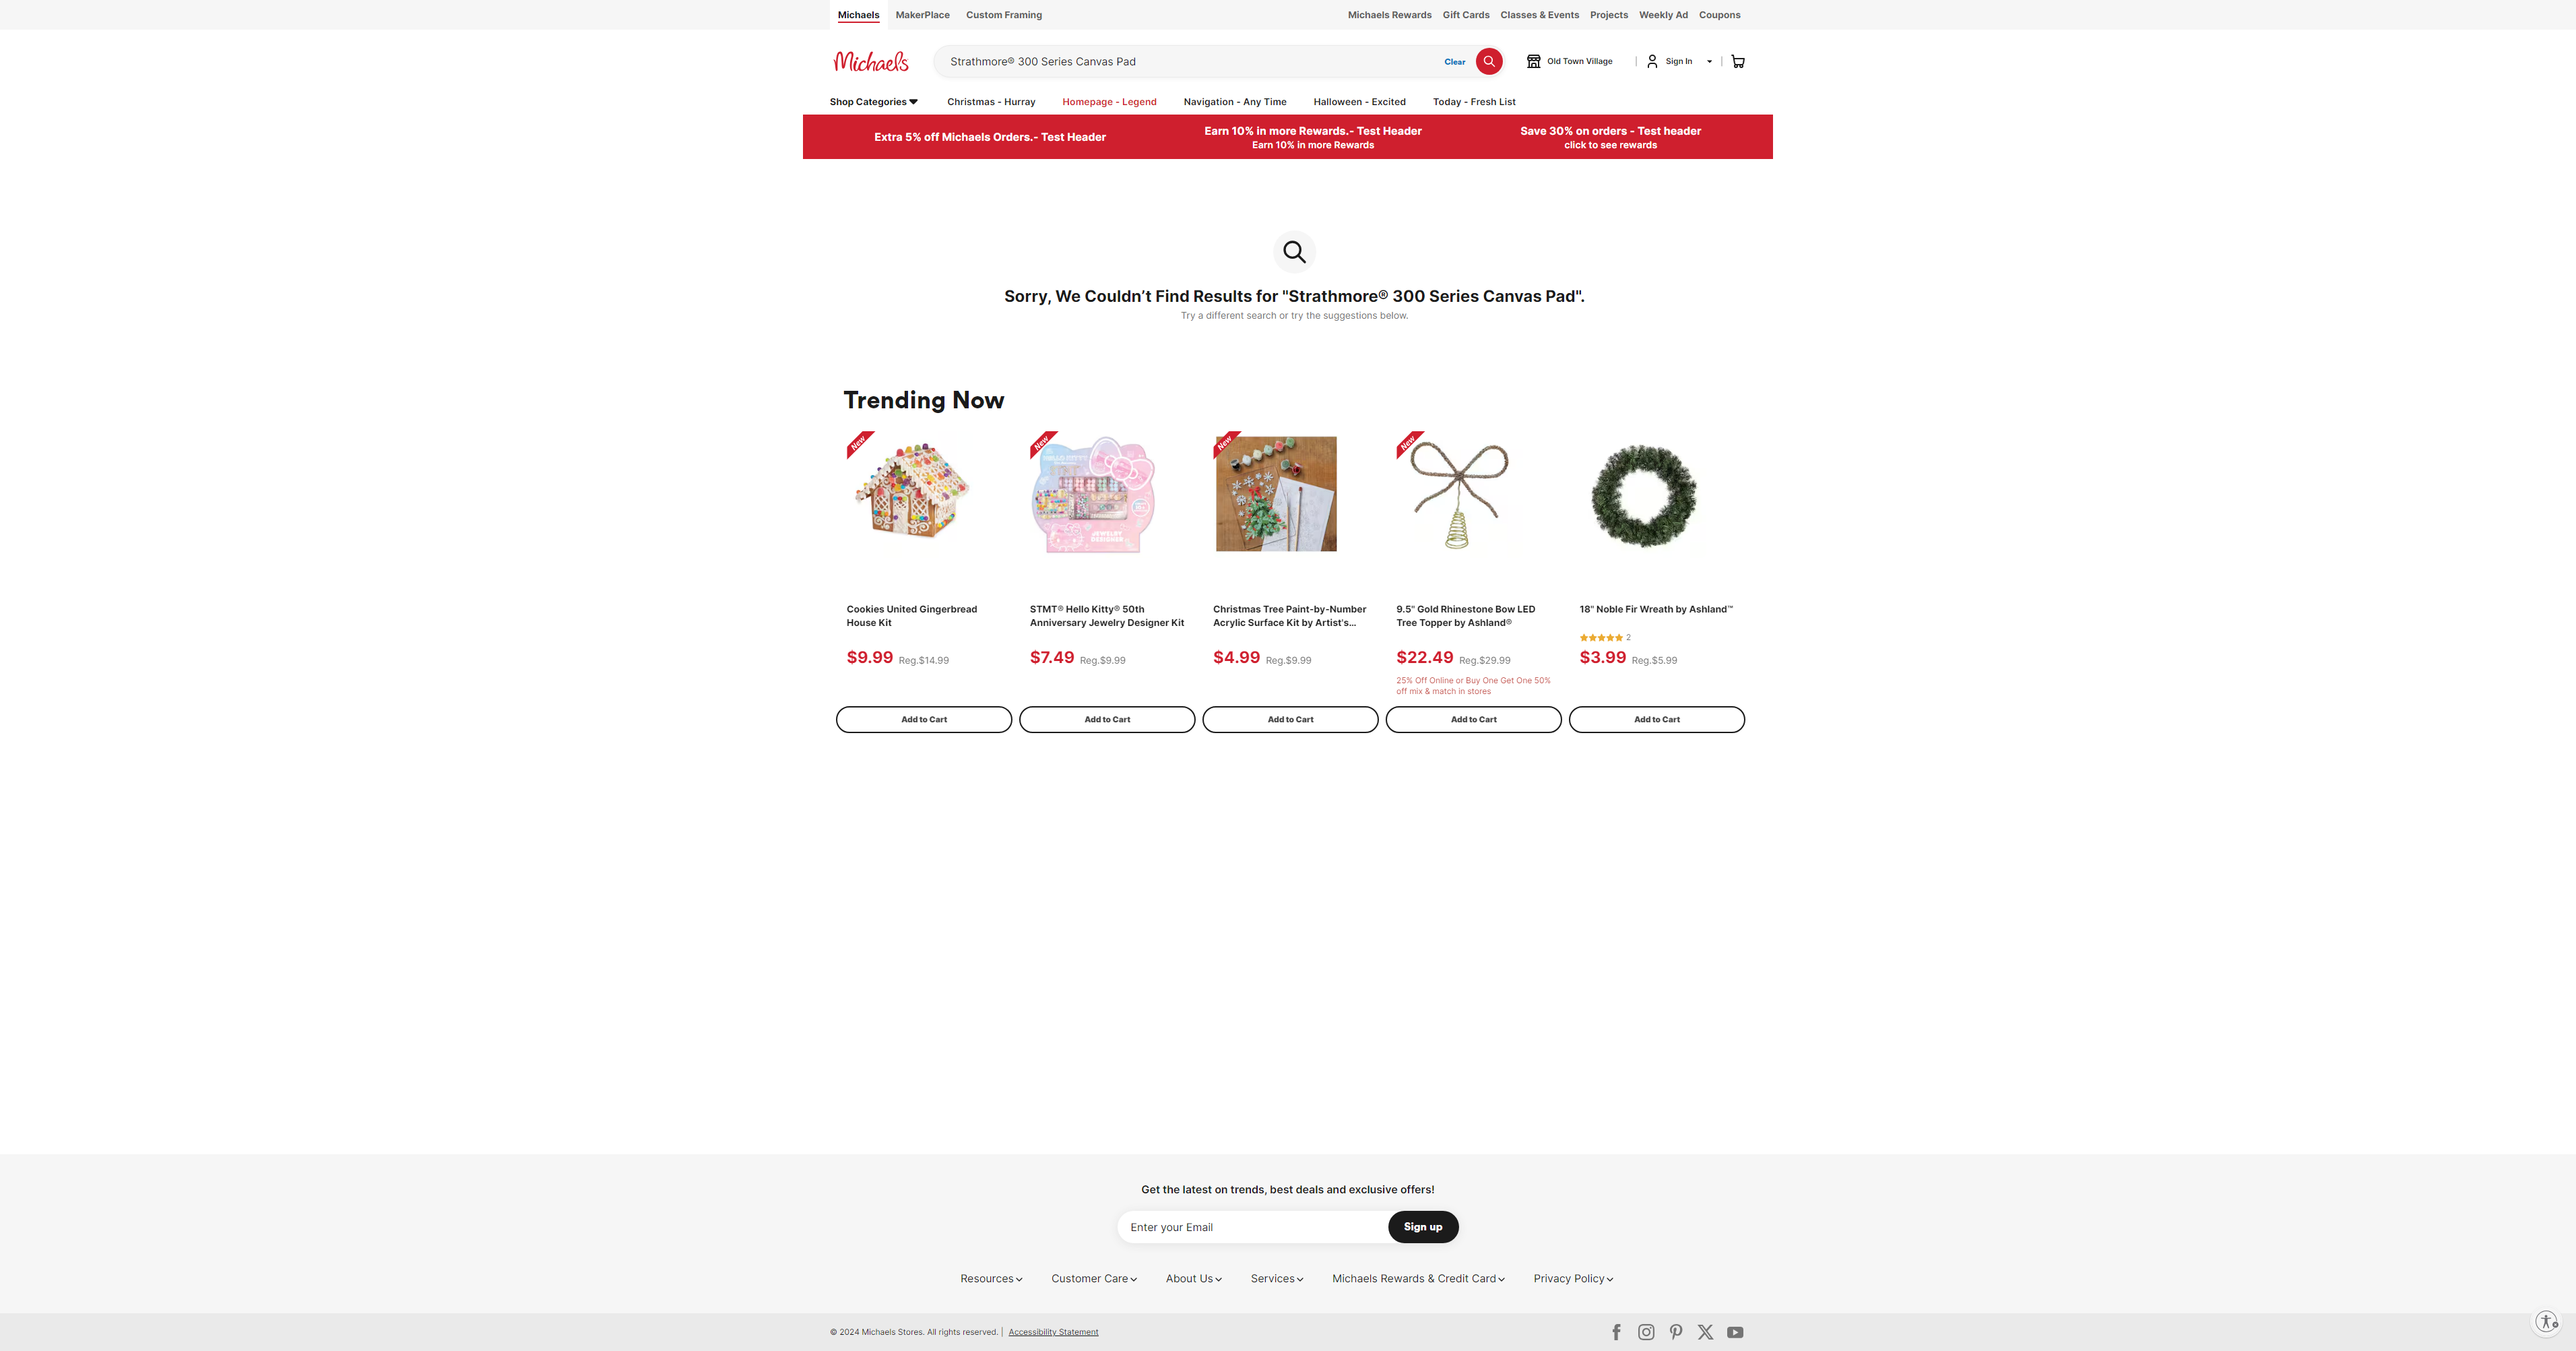 Michaels MakerPlace Custom Framing Michaels Rewards Gift Cards Classes & Events Projects Weekly Ad Coupons
Michaels Strathmore® 300 Series Canvas Pad Clear Old Town Village | Sign In |
Shop Categories Christmas - Hurray Homepage - Legend Navigation - Any Time Halloween - Excited Today - Fresh List
Extra 5% off Michaels Orders.- Test Header
Earn 10% in more Rewards.- Test Header
Earn 10% in more Rewards
Save 30% on orders - Test header
click to see rewards
Sorry, We Couldn’t Find Results for "Strathmore® 300 Series Canvas Pad".
Try a different search or try the suggestions below.
Trending Now
New
Cookies United Gingerbread
House Kit
$9.99 Reg.$14.99
Add to Cart
New
HELLO KITTY
JEWELRY
DESIGNER
STMT® Hello Kitty® 50th
Anniversary Jewelry Designer Kit
$7.49 Reg.$9.99
Add to Cart
New
Christmas Tree Paint-by-Number
Acrylic Surface Kit by Artist's...
$4.99 Reg.$9.99
Add to Cart
New
9.5" Gold Rhinestone Bow LED
Tree Topper by Ashland®
$22.49 Reg.$29.99
25% Off Online or Buy One Get One 50%
off mix & match in stores
Add to Cart
18" Noble Fir Wreath by Ashland™
2
$3.99 Reg.$5.99
Add to Cart
Get the latest on trends, best deals and exclusive offers!
Enter your Email Sign up
Resources Customer Care About Us Services Michaels Rewards & Credit Card Privacy Policy
© 2024 Michaels Stores. All rights reserved. | Accessibility Statement